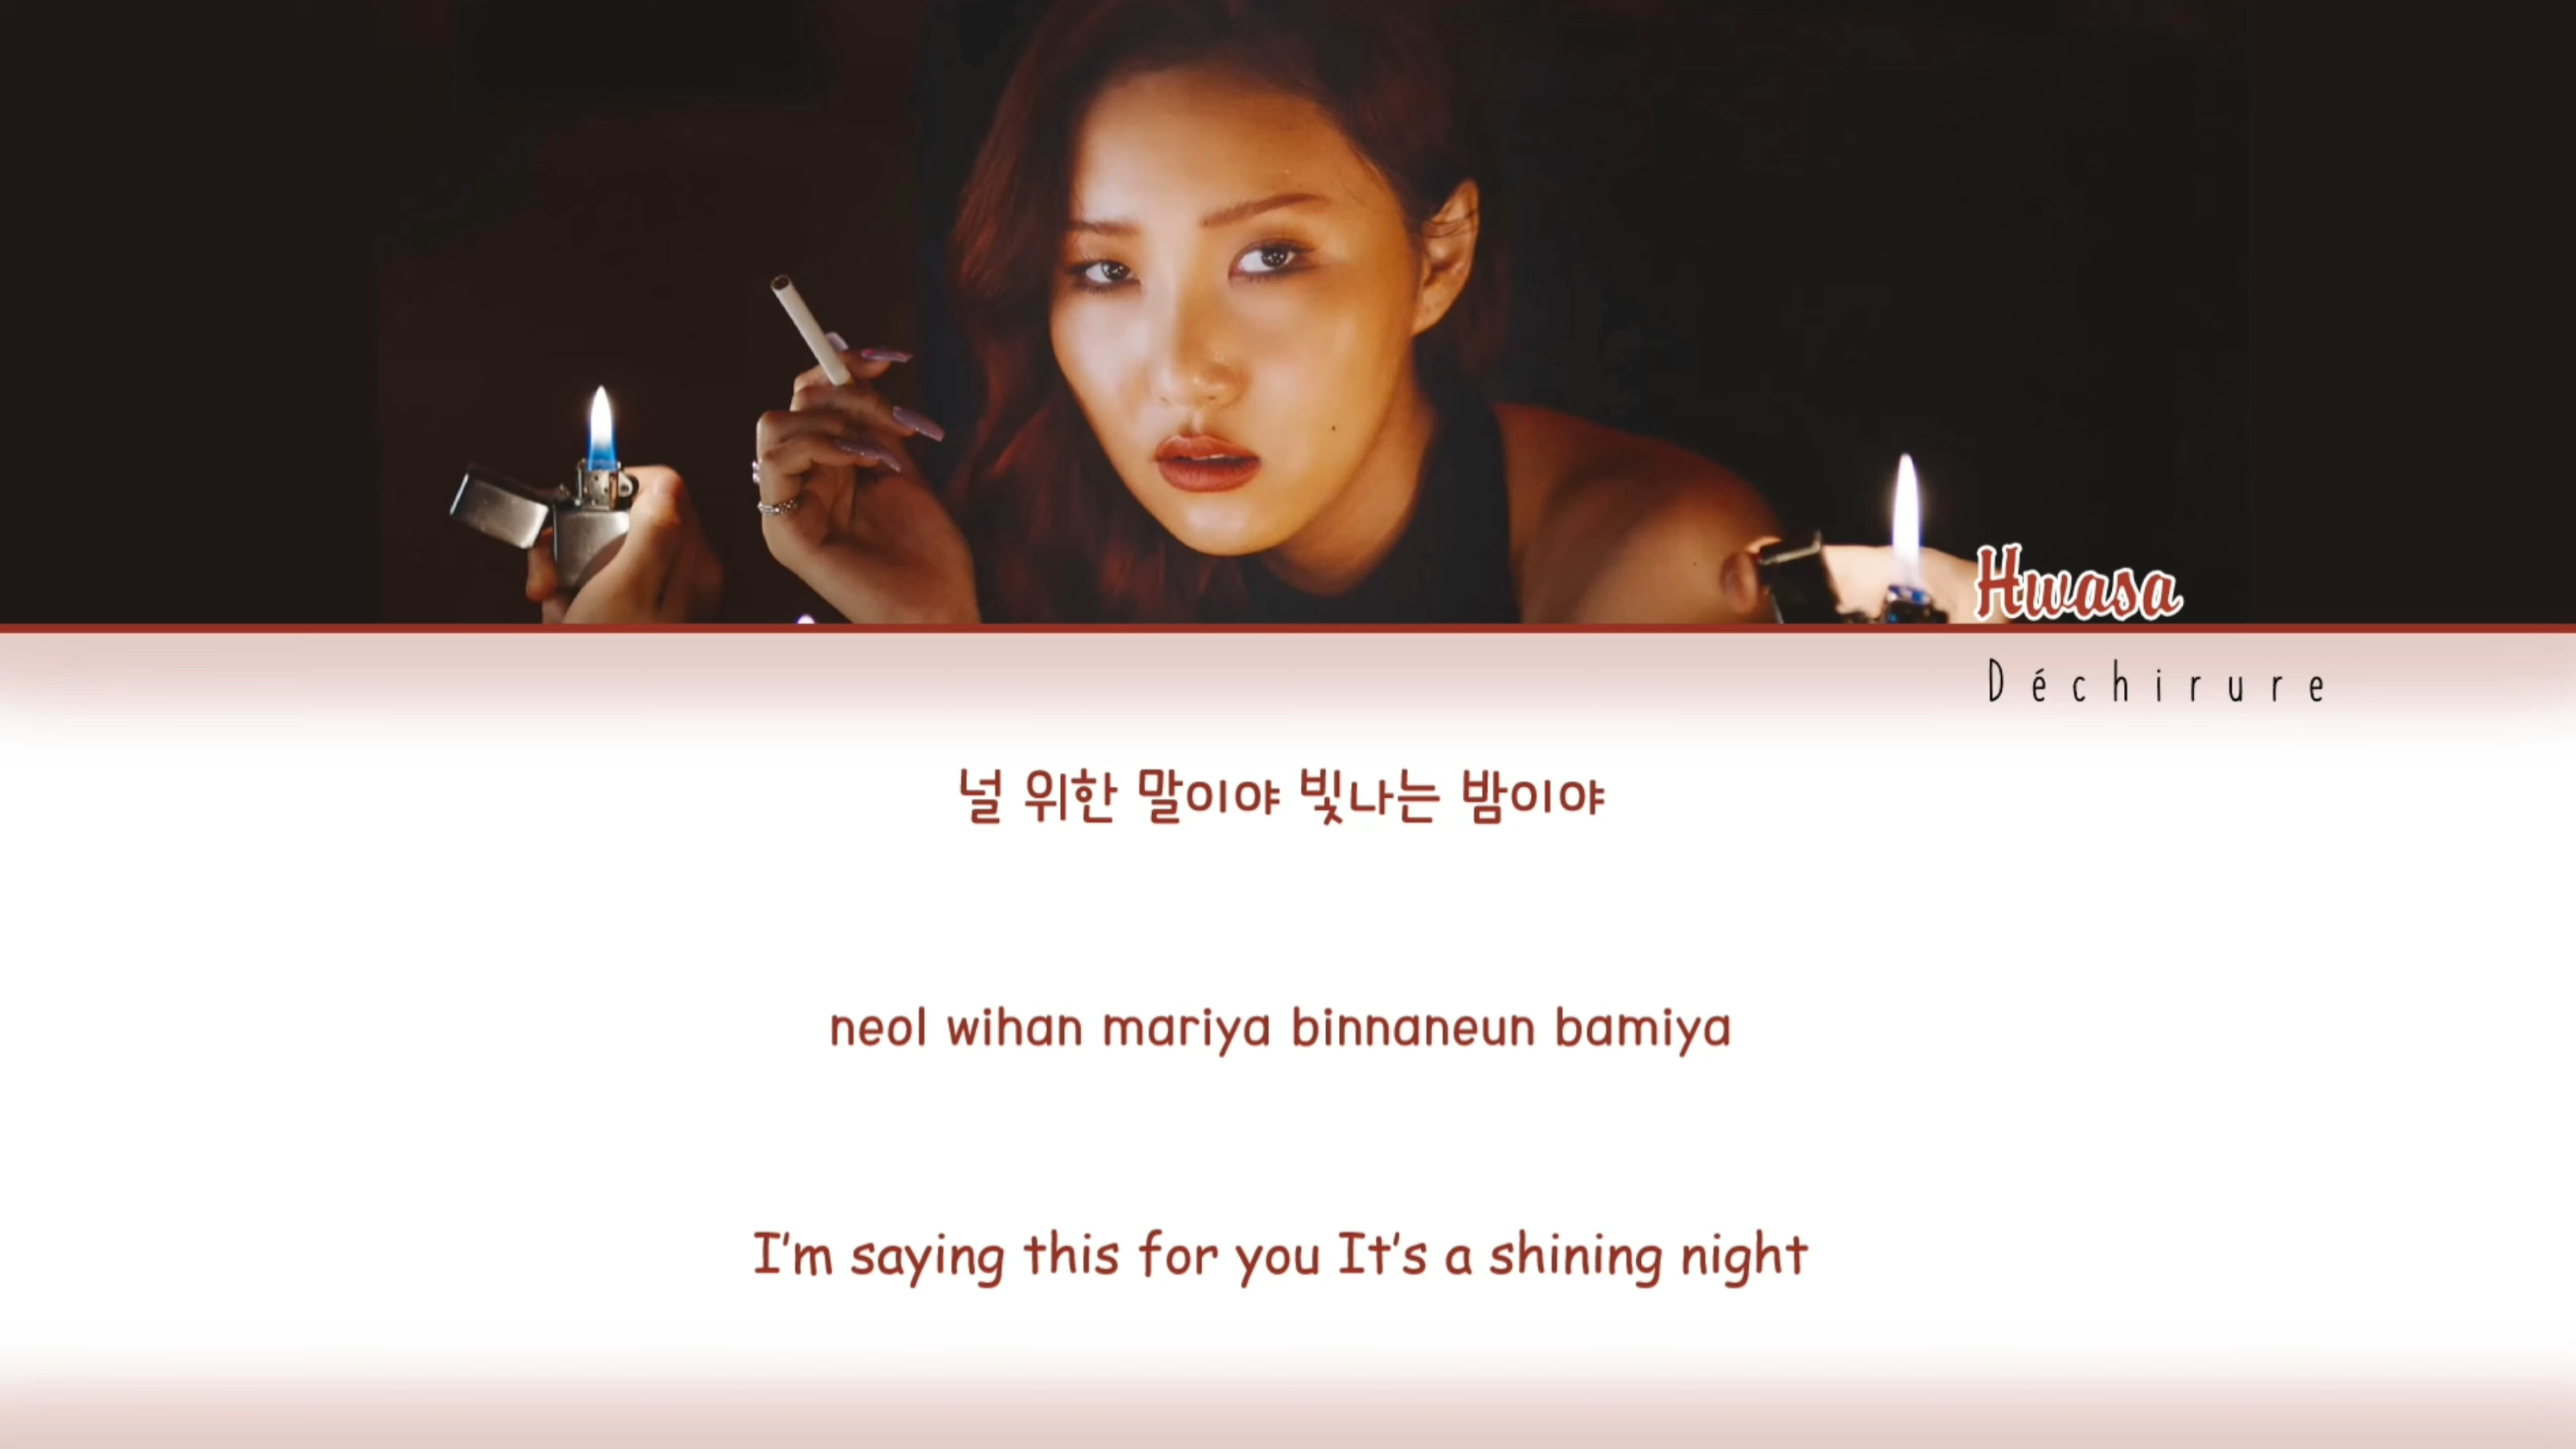 Hwasa
Déchirure
널 위한 말이야 빛나는 밤이야
neol wihan mariya binnaneun bamiya
I'm saying this for you It's a shining night